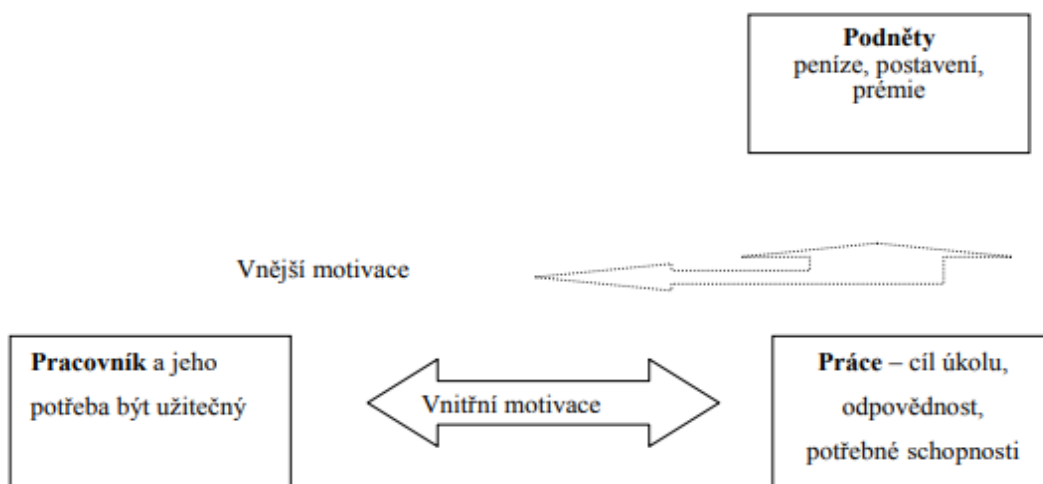 Podněty
peníze, postavení,
prémie
Vnější motivace
Pracovník a jeho
potřeba být užitečný
Vnitřní motivace
Práce – cíl úkolu,
odpovědnost,
potřebné schopnosti